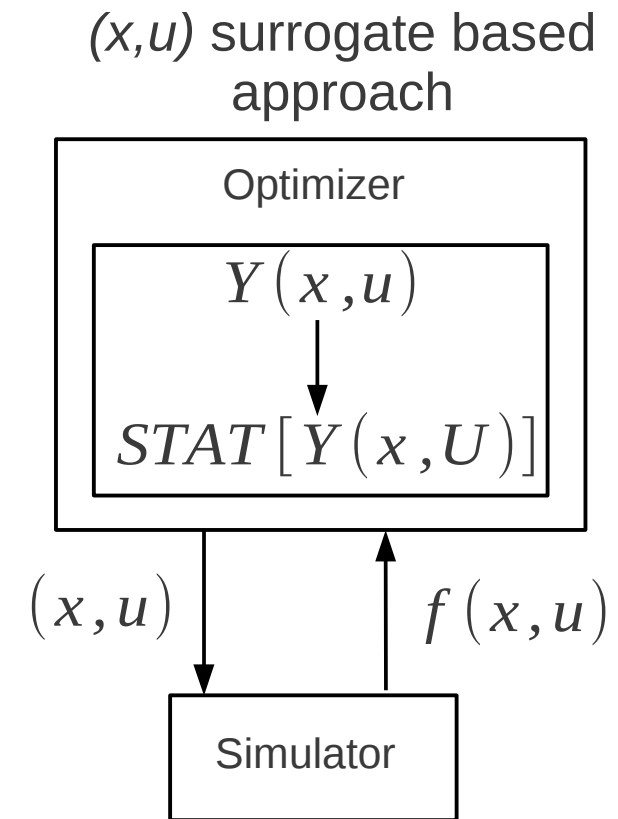 (x,u) surrogate based
approach
Optimizer
Y(x,u)
STAT[Y(x,U)]
(x,u)
f(x,u)
Simulator